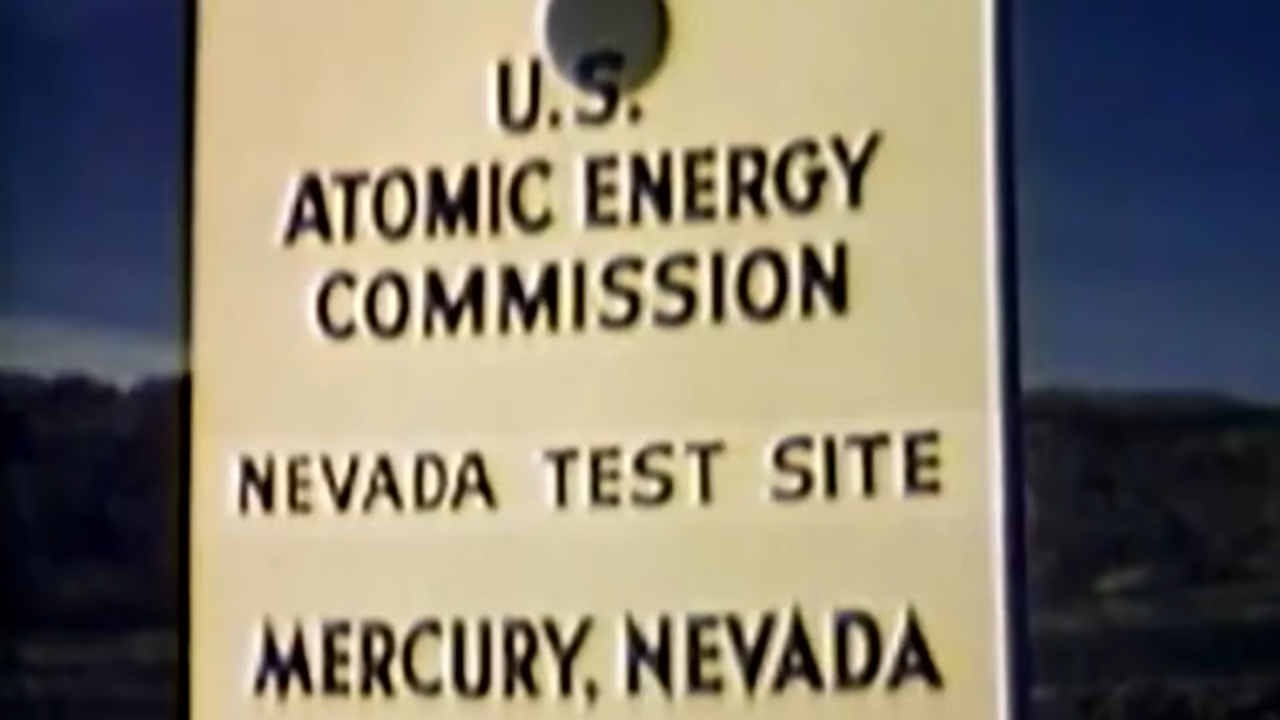 U.S.
ATOMIC ENERGY
COMMISSION
NEVADA TEST SITE
MERCURY, NEVADA